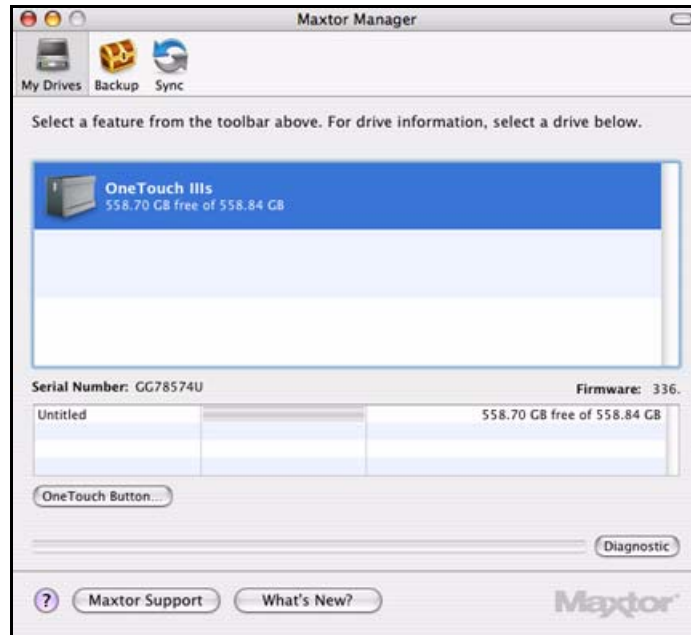 Maxtor Manager
My Drives Backup Sync
Select a feature from the toolbar above. For drive information, select a drive below.
OneTouch IIIs
558.70 GB free of 558.84 GB
Serial Number: GG78574U Firmware: 336.
Untitled 558.70 GB free of 558.84 GB
OneTouch Button...
Diagnostic
? Maxtor Support What's New? Maxtor